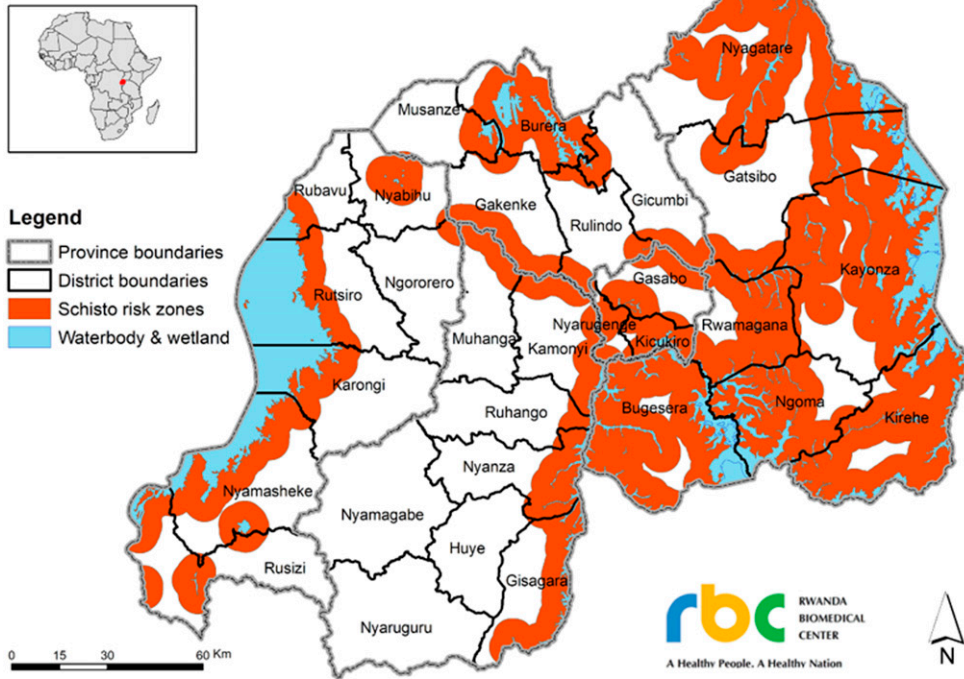 Nyagatare
Musanze
Burera
Gatsibo
Rubavu
Nyabihu
Gakenke
Gicumbi
Rulindo
Legend
Province boundaries
District boundaries
Schisto risk zones
Waterbody & wetland
Rutsiro
Ngororero
Gasabo
Kayonza
Muhanga
Nyarugenge
Kamonyi
Kicukiro
Rwamagana
Karongi
Ruhango
Bugesera
Ngoma
Kirehe
Nyanza
Nyamasheke
Nyamagabe
Huye
Rusizi
Gisagara
Nyaruguru
0 15 30 60 Km
rbc
RWANDA
BIOMEDICAL
CENTER
A Healthy People. A Healthy Nation
N